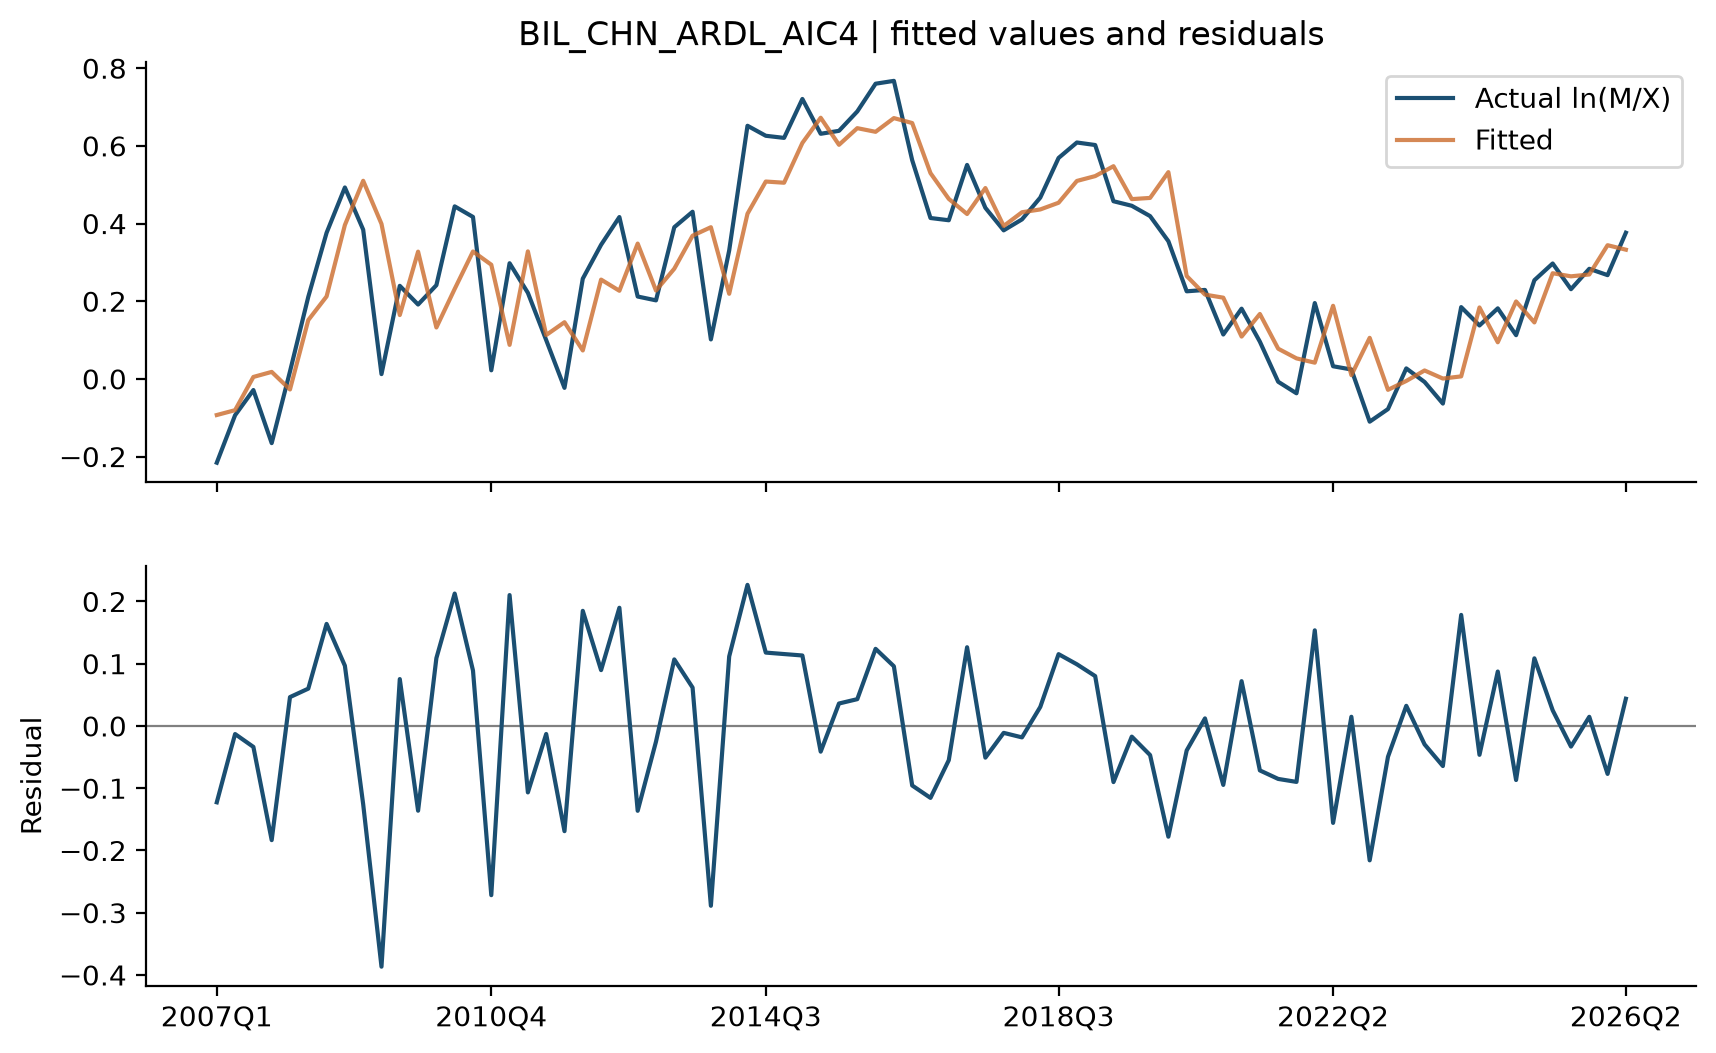 BIL_CHN_ARDL_AIC4 | fitted values and residuals
0.8
0.6
0.4
0.2
0.0
−0.2
Actual ln(M/X)
Fitted
Residual
0.2
0.1
0.0
−0.1
−0.2
−0.3
−0.4
2007Q1 2010Q4 2014Q3 2018Q3 2022Q2 2026Q2